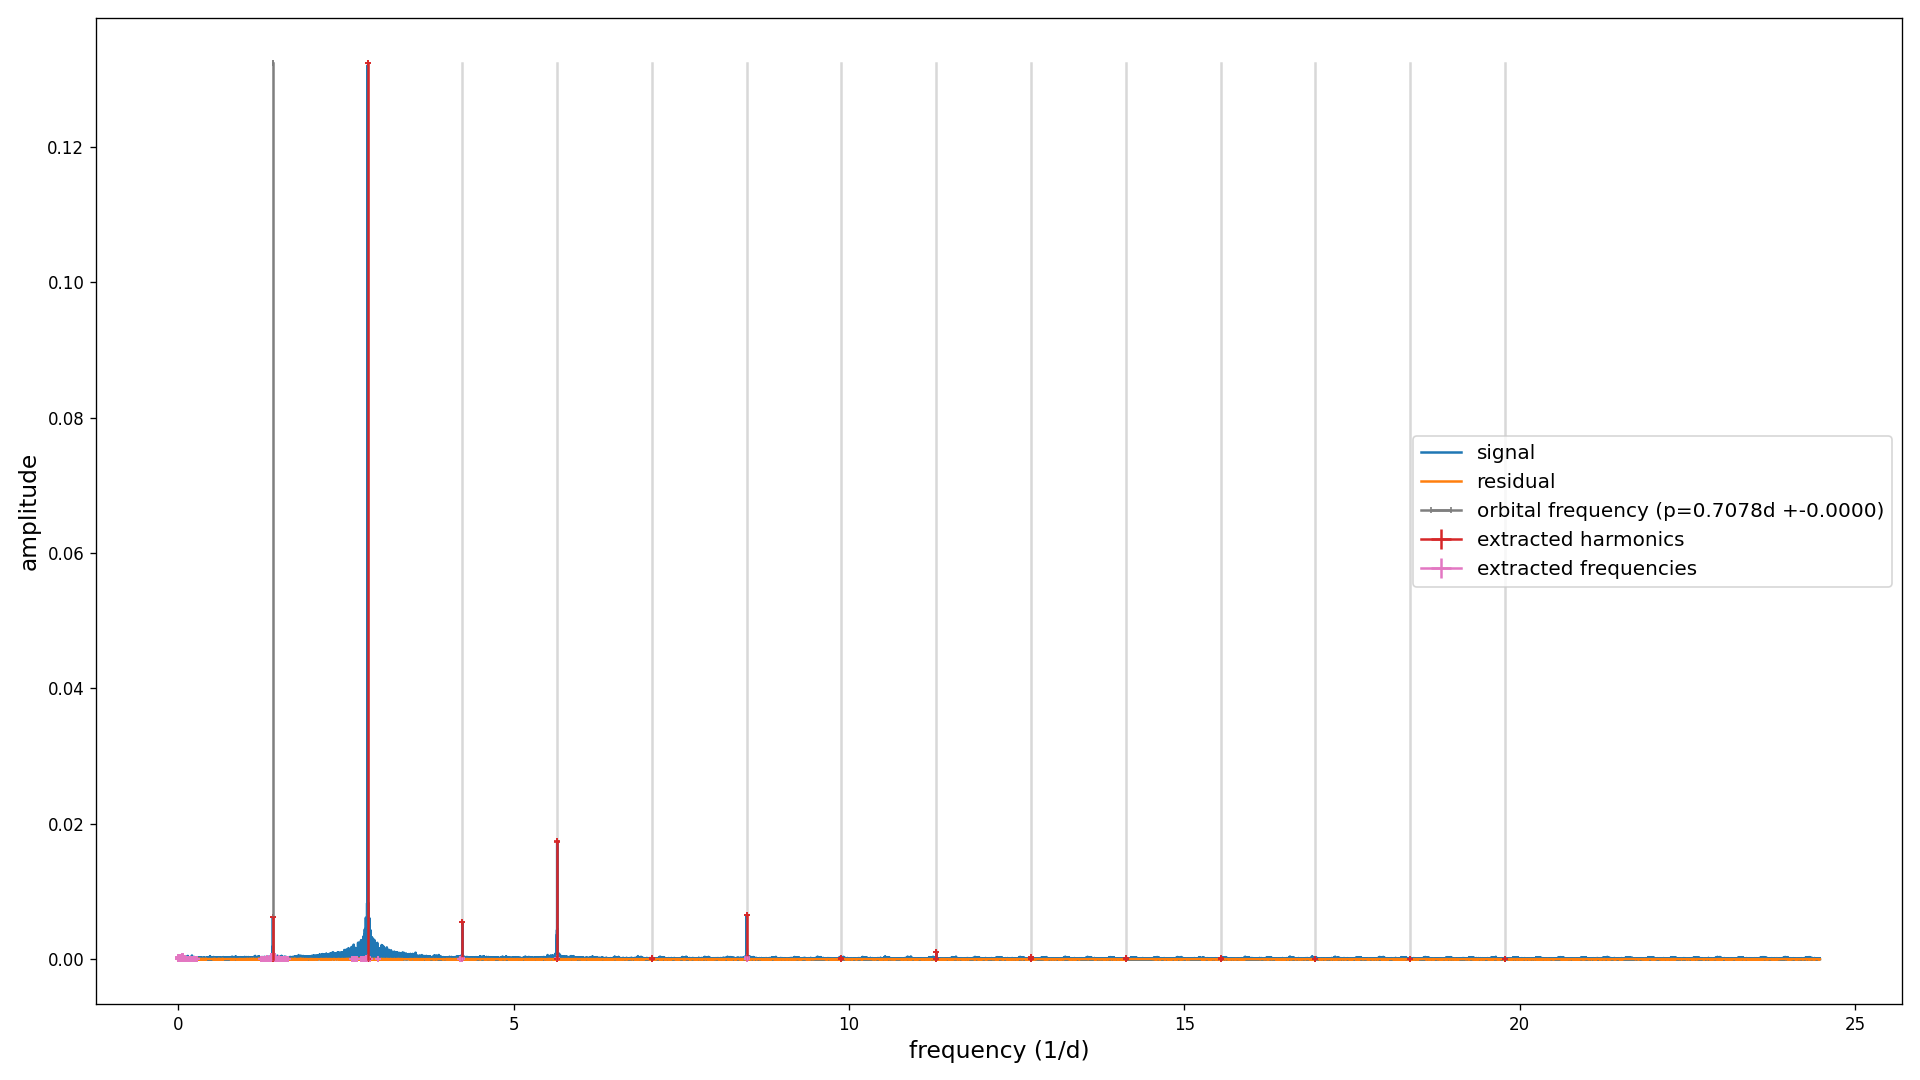 amplitude
0.12
0.10
0.08
0.06
0.04
0.02
0.00
signal
residual
orbital frequency (p=0.7078d +-0.0000)
extracted harmonics
extracted frequencies
0 5 10 15 20 25
frequency (1/d)